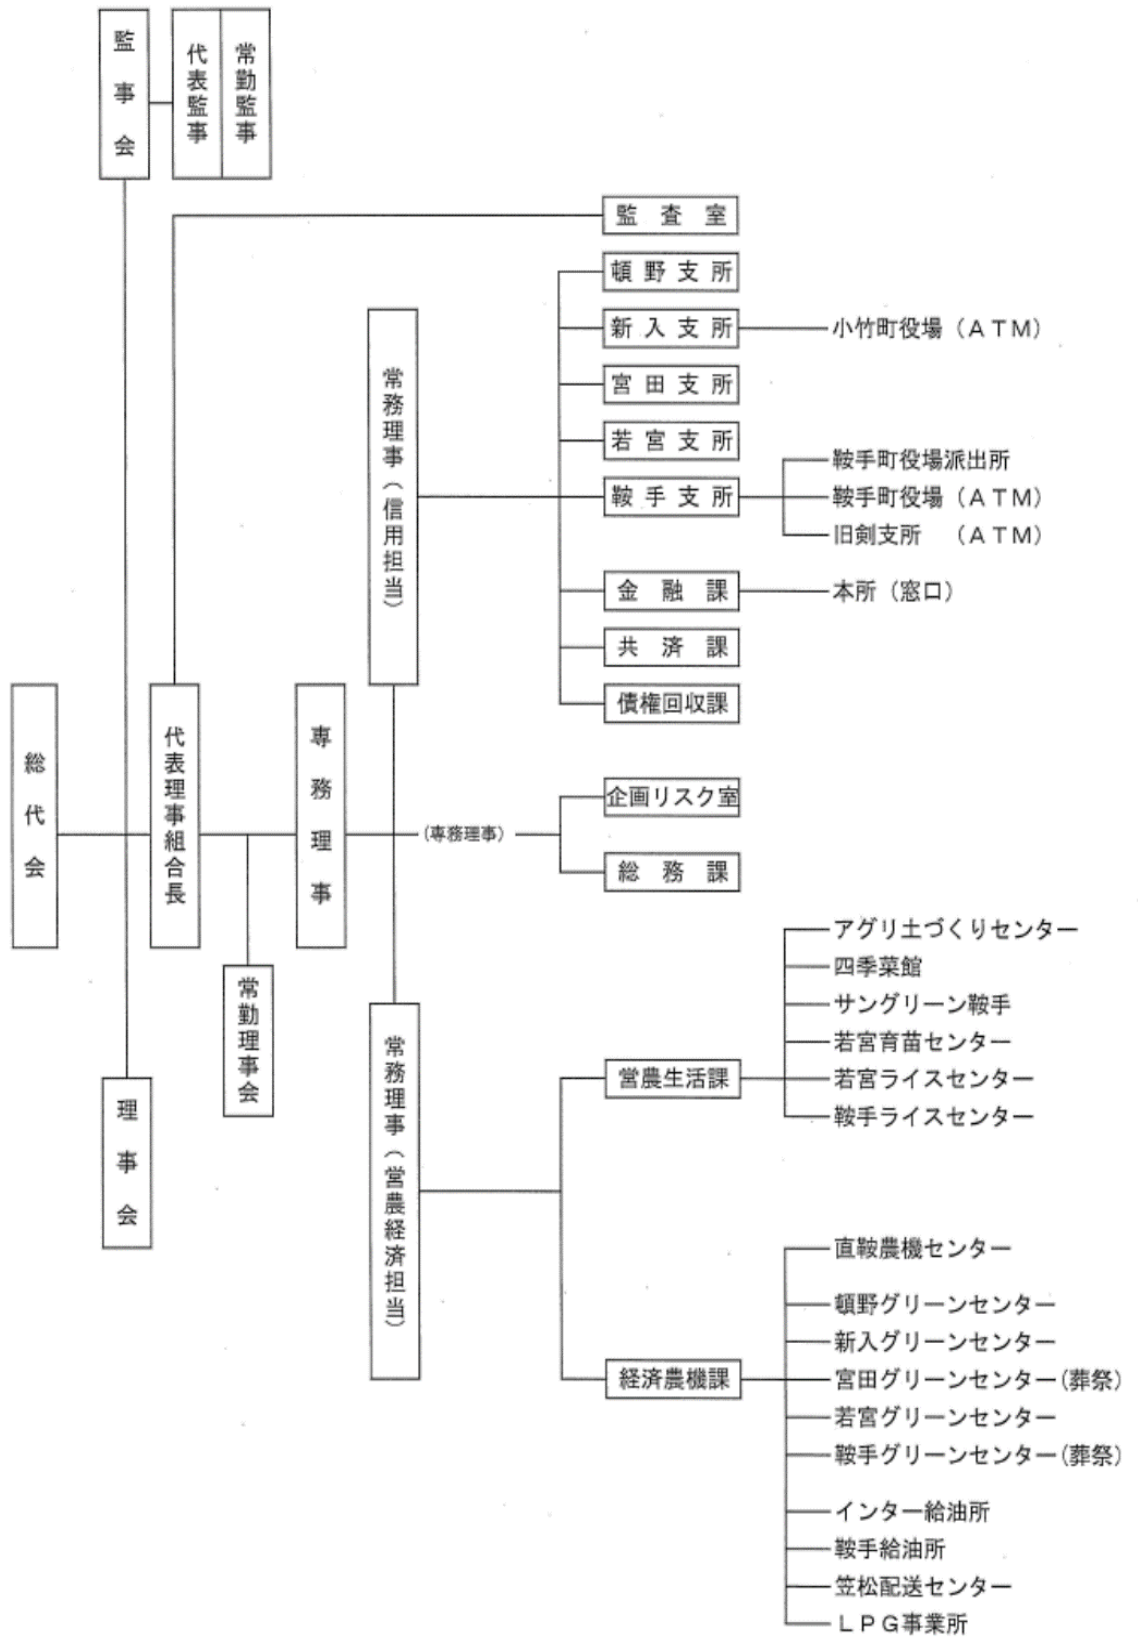 監事会
代表監事
常勤監事
監査室
頓野支所
新入支所
小竹町役場（ＡＴＭ）
宮田支所
若宮支所
鞍手支所
鞍手町役場派出所
鞍手町役場（ＡＴＭ）
旧剣支所　（ＡＴＭ）
金融課
本所（窓口）
共済課
債権回収課
常務理事（信用担当）
総代会
代表理事組合長
専務理事
（専務理事）
企画リスク室
総務課
常勤理事会
理事会
常務理事（営農経済担当）
営農生活課
アグリ土づくりセンター
四季菜館
サングリーン鞍手
若宮育苗センター
若宮ライスセンター
鞍手ライスセンター
経済農機課
直鞍農機センター
頓野グリーンセンター
新入グリーンセンター
宮田グリーンセンター(葬祭)
若宮グリーンセンター
鞍手グリーンセンター(葬祭)
インター給油所
鞍手給油所
笠松配送センター
ＬＰＧ事業所